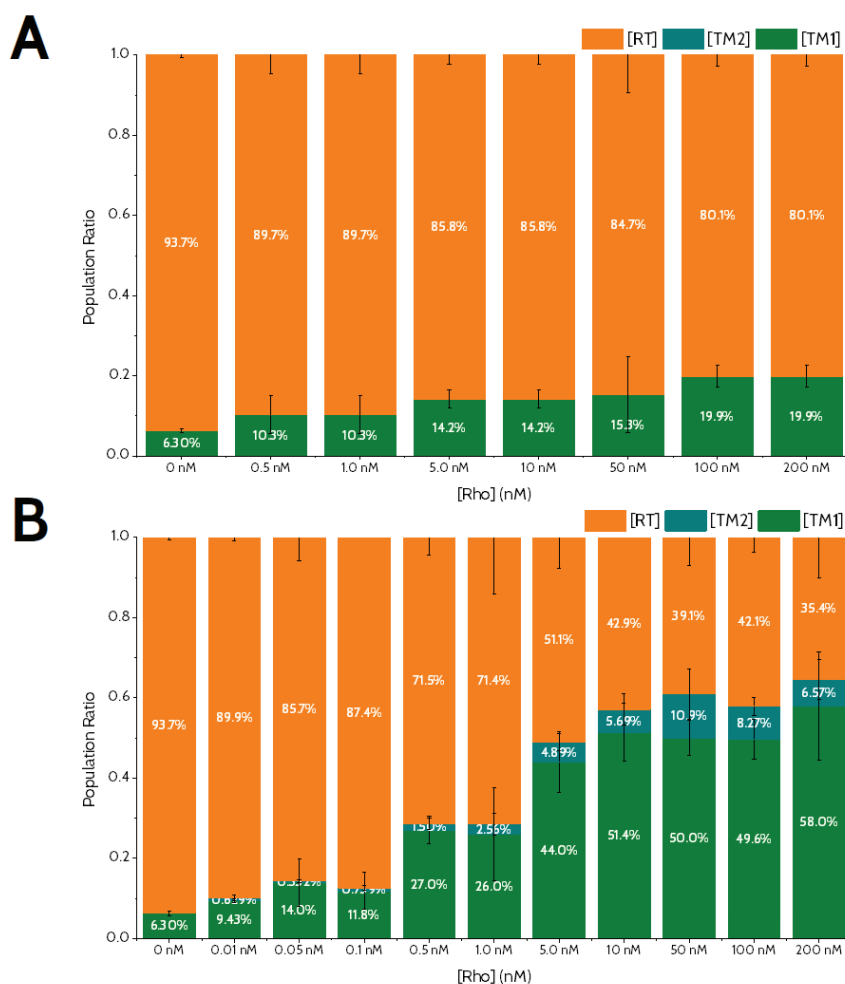 A
[RT] [TM2] [TM1]
1.0
0.8
0.6
0.4
0.2
0.0
Population Ratio
93.7% 89.7% 89.7% 85.8% 85.8% 84.7% 80.1% 80.1%
6.30% 10.3% 10.3% 14.2% 14.2% 15.3% 19.9% 19.9%
0 nM 0.5 nM 1.0 nM 5.0 nM 10 nM 50 nM 100 nM 200 nM
[Rho] (nM)
B
[RT] [TM2] [TM1]
1.0
0.8
0.6
0.4
0.2
0.0
Population Ratio
93.7% 89.9% 85.7% 87.4% 71.5% 71.4% 51.1% 42.9% 39.1% 42.1% 35.4%
1.50% 2.56% 4.89% 5.69% 10.9% 8.27% 6.57%
6.30% 9.43% 14.0% 11.8% 27.0% 26.0% 44.0% 51.4% 50.0% 49.6% 58.0%
0 nM 0.01 nM 0.05 nM 0.1 nM 0.5 nM 1.0 nM 5.0 nM 10 nM 50 nM 100 nM 200 nM
[Rho] (nM)